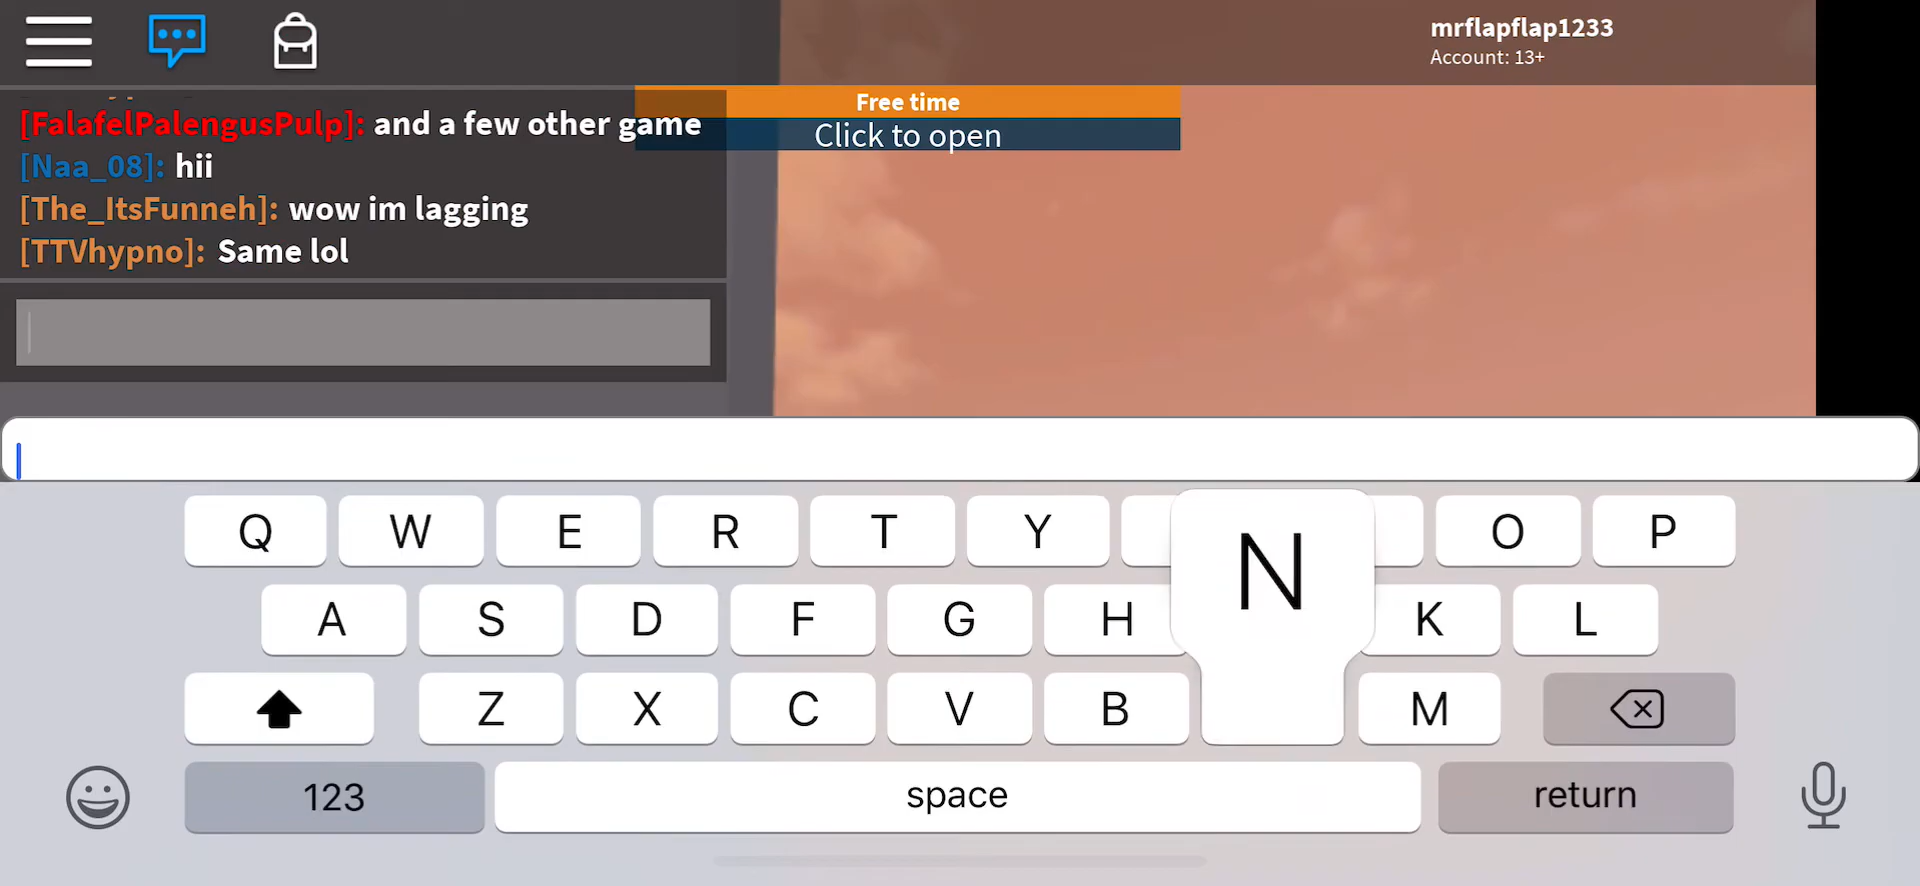 mrflapflap1233
Account: 13+
Free time
Click to open
[FalafelPalengusPulp]: and a few other game
[Naa_08]: hii
[The_ItsFunneh]: wow im lagging
[TTVhypno]: Same lol
Q W E R T Y O P
A S D F G H K L
N
Z X C V B M
123 space return